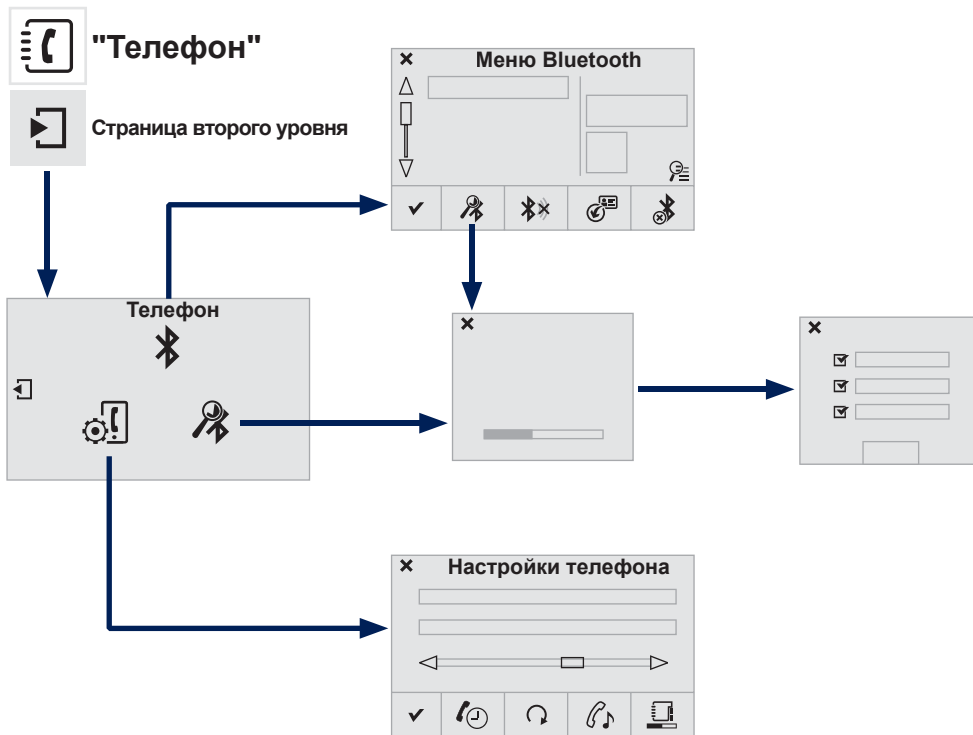 "Телефон"
Страница второго уровня
Меню Bluetooth
Телефон
Настройки телефона